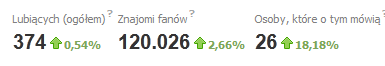 Lubiących (ogółem)? Znajomi fanów? Osoby, które o tym mówią?
374 0,54% 120.026 2,66% 26 18,18%